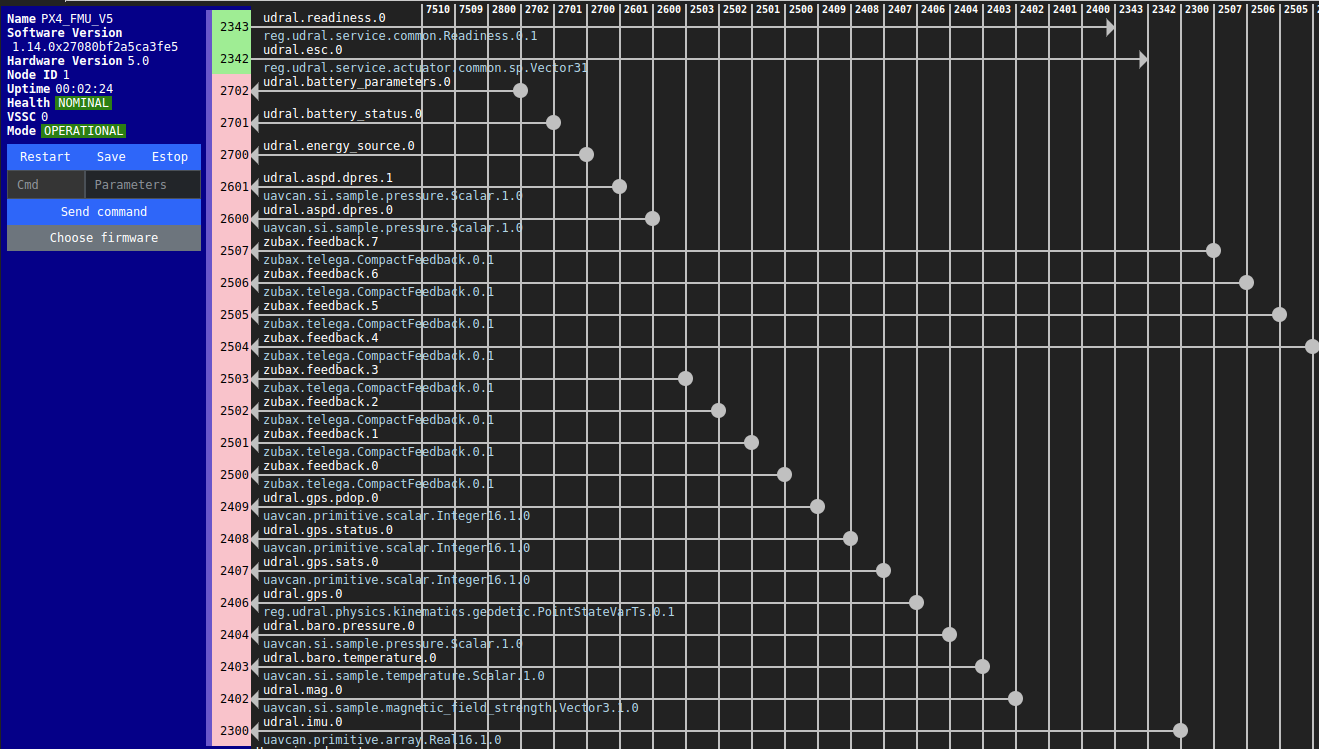 7510 7509 2800 2702 2701 2700 2601 2600 2503 2502 2501 2500 2409 2408 2407 2406 2404 2403 2402 2401 2400 2343 2342 2300 2507 2506 2505
Name PX4_FMU_V5
Software Version
1.14.0x27080bf2a5ca3fe5
Hardware Version 5.0
Node ID 1
Uptime 00:02:24
Health NOMINAL
VSSC 0
Mode OPERATIONAL
Restart Save Estop
Cmd Parameters
Send command
Choose firmware
udral.readiness.0
2343
reg.udral.service.common.Readiness.0.1
udral.esc.0
2342
reg.udral.service.actuator.common.sp.Vector31
udral.battery_parameters.0
2702
udral.battery_status.0
2701
udral.energy_source.0
2700
udral.aspd.dpres.1
2601
uavcan.si.sample.pressure.Scalar.1.0
udral.aspd.dpres.0
2600
uavcan.si.sample.pressure.Scalar.1.0
zubax.feedback.7
2507
zubax.telega.CompactFeedback.0.1
zubax.feedback.6
2506
zubax.telega.CompactFeedback.0.1
zubax.feedback.5
2505
zubax.telega.CompactFeedback.0.1
zubax.feedback.4
2504
zubax.telega.CompactFeedback.0.1
zubax.feedback.3
2503
zubax.telega.CompactFeedback.0.1
zubax.feedback.2
2502
zubax.telega.CompactFeedback.0.1
zubax.feedback.1
2501
zubax.telega.CompactFeedback.0.1
zubax.feedback.0
2500
zubax.telega.CompactFeedback.0.1
udral.gps.pdop.0
2409
uavcan.primitive.scalar.Integer16.1.0
udral.gps.status.0
2408
uavcan.primitive.scalar.Integer16.1.0
udral.gps.sats.0
2407
uavcan.primitive.scalar.Integer16.1.0
udral.gps.0
2406
reg.udral.physics.kinematics.geodetic.PointStateVarTs.0.1
udral.baro.pressure.0
2404
uavcan.si.sample.pressure.Scalar.1.0
udral.baro.temperature.0
2403
uavcan.si.sample.temperature.Scalar.1.0
udral.mag.0
2402
uavcan.si.sample.magnetic_field_strength.Vector3.1.0
udral.imu.0
2300
uavcan.primitive.array.Real16.1.0